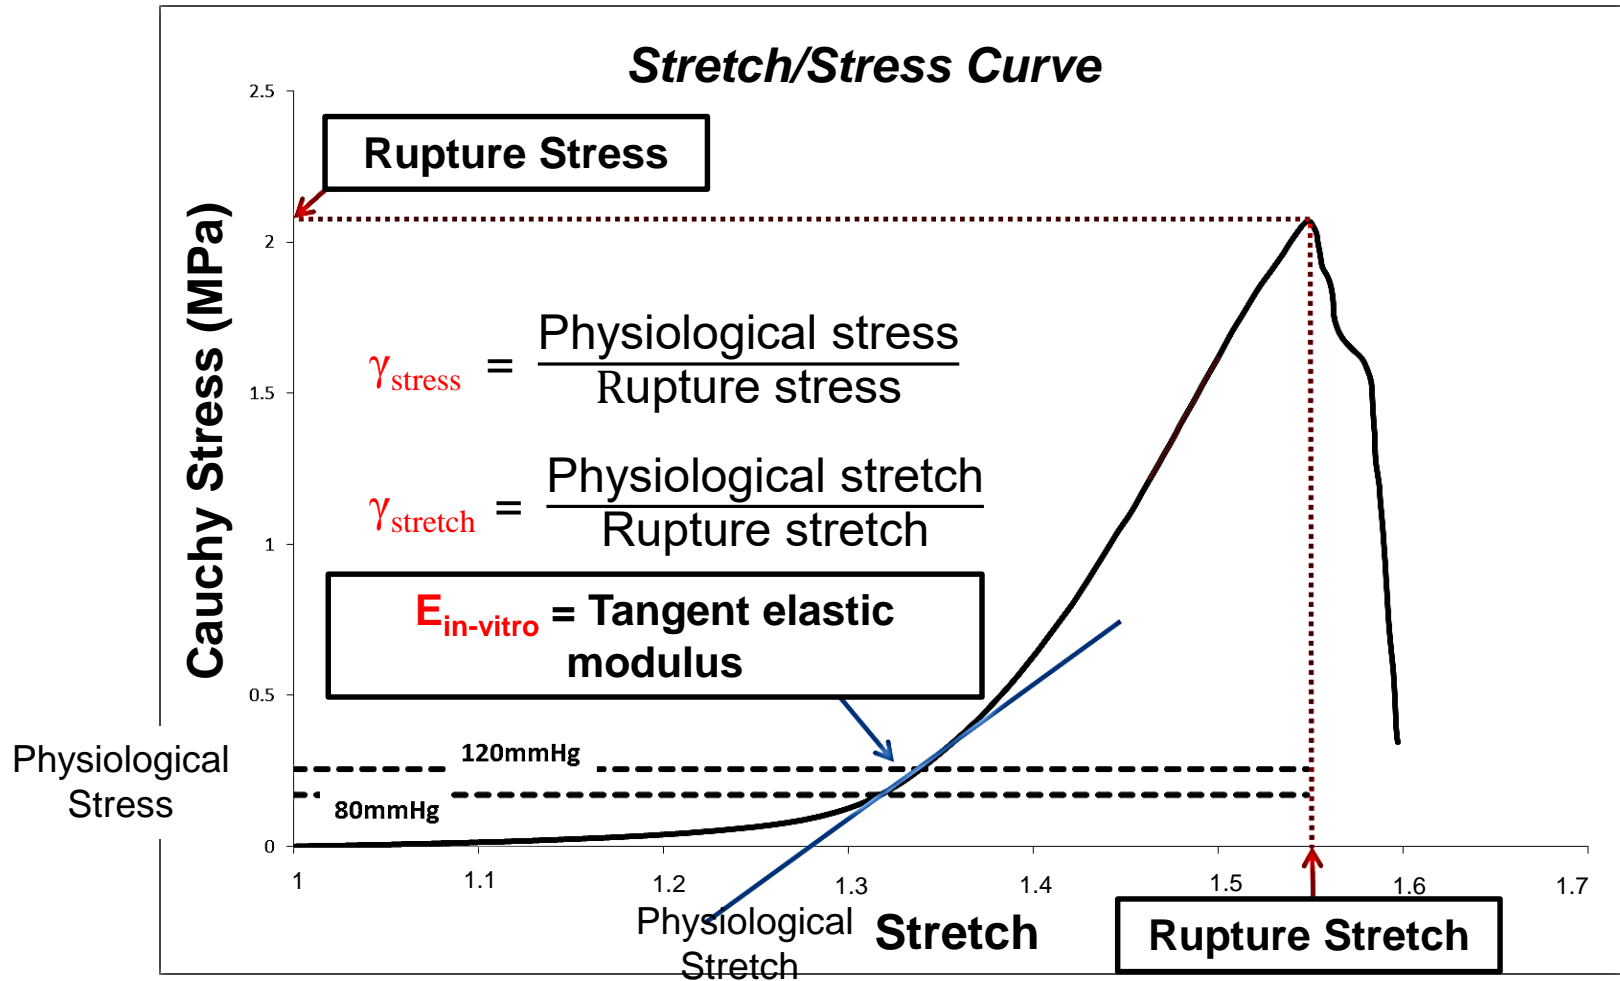 Stretch/Stress Curve
2.5
Rupture Stress
2
Cauchy Stress (MPa)
γstress = Physiological stress
Rupture stress
1.5
γstretch = Physiological stretch
Rupture stretch
1
Ein-vitro = Tangent elastic
modulus
0.5
Physiological
Stress
120mmHg
80mmHg
0
1 1.1 1.2 1.3 1.4 1.5 1.6 1.7
Physiological
Stretch
Stretch
Rupture Stretch